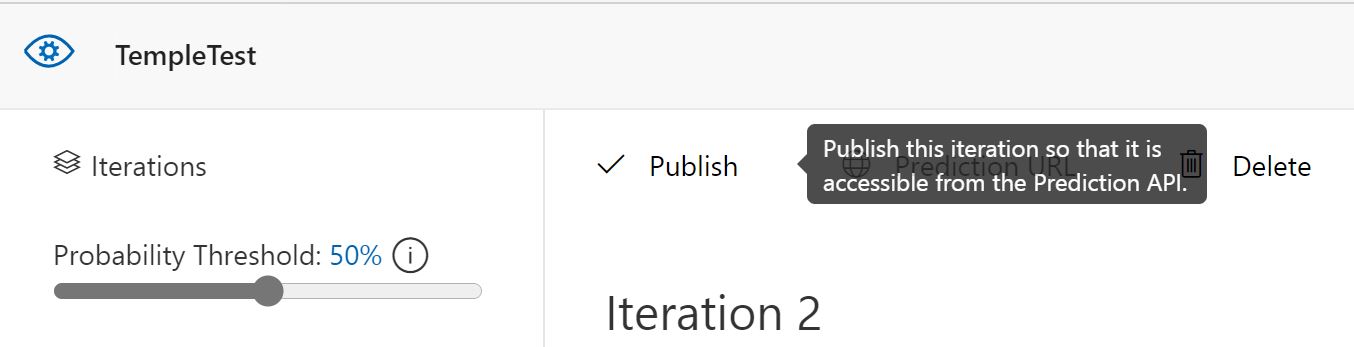 TempleTest
Iterations
Publish
Prediction URL
Publish this iteration so that it is
accessible from the Prediction API.
Delete
Probability Threshold: 50% i
Iteration 2